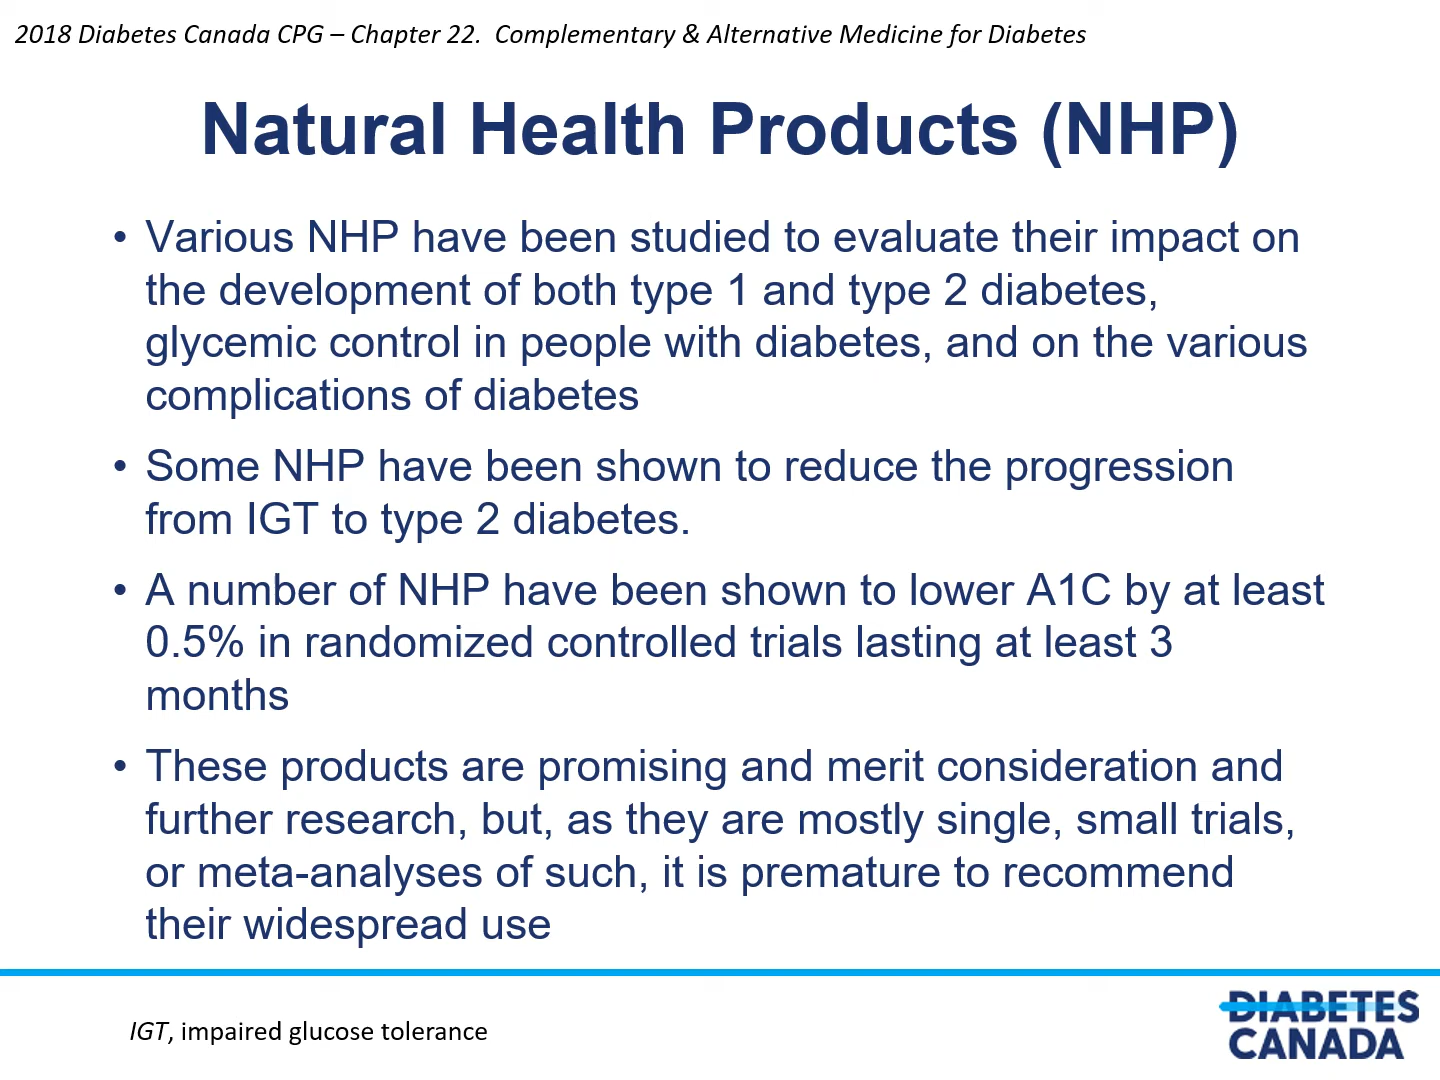 2018 Diabetes Canada CPG – Chapter 22.  Complementary & Alternative Medicine for Diabetes
Natural Health Products (NHP)
• Various NHP have been studied to evaluate their impact on
the development of both type 1 and type 2 diabetes,
glycemic control in people with diabetes, and on the various
complications of diabetes
• Some NHP have been shown to reduce the progression
from IGT to type 2 diabetes.
• A number of NHP have been shown to lower A1C by at least
0.5% in randomized controlled trials lasting at least 3
months
• These products are promising and merit consideration and
further research, but, as they are mostly single, small trials,
or meta-analyses of such, it is premature to recommend
their widespread use
IGT, impaired glucose tolerance
DIABETES
CANADA